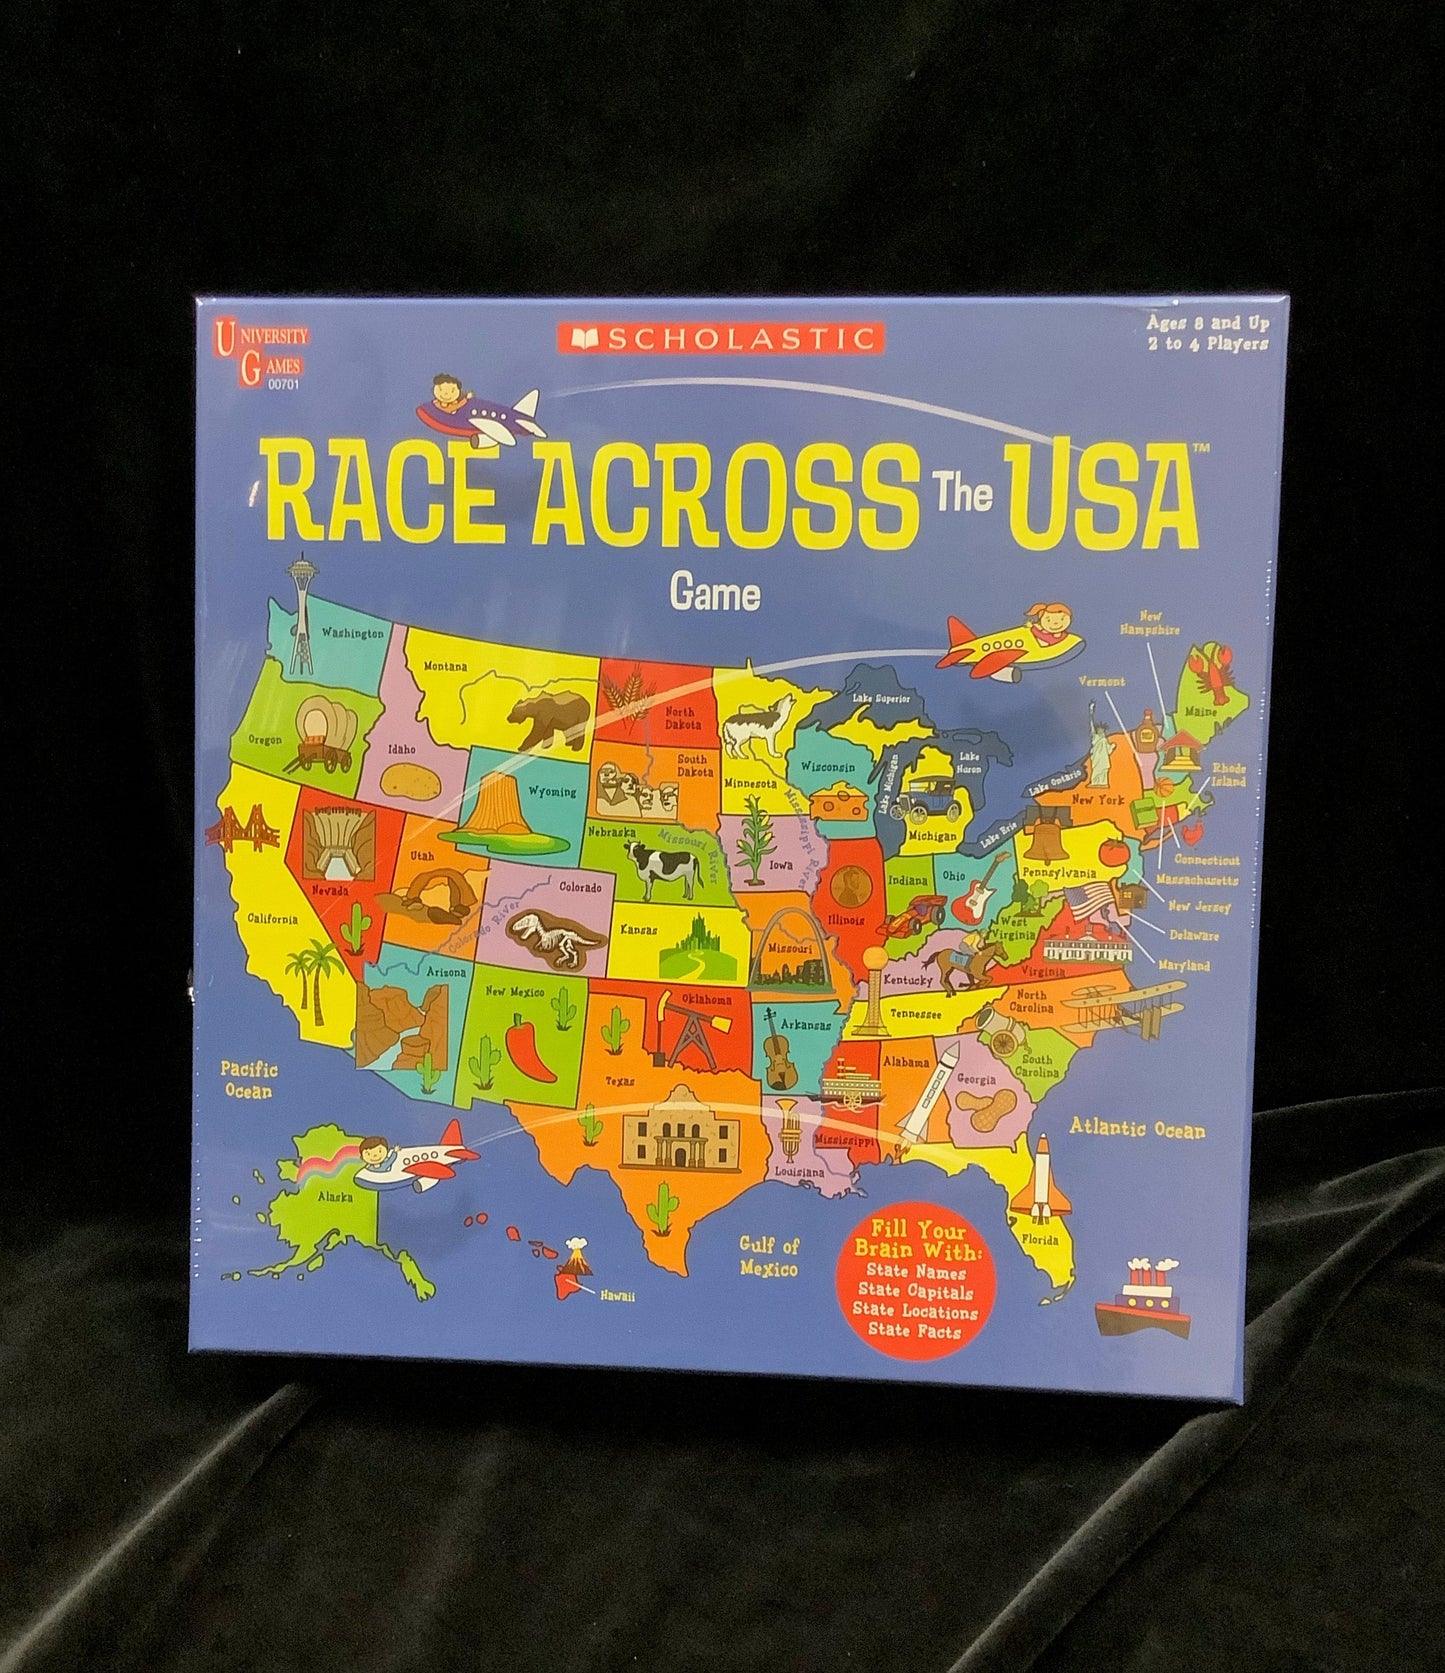 UNIVERSITY
GAMES
00701
SCHOLASTIC
Ages 8 and Up
2 to 4 Players
RACE ACROSS The USA™
Game
Washington
Montana
North
Dakota
Oregon
Idaho
South
Dakota
Wyoming
Minnesota
Wisconsin
Lake Superior
Lake Michigan
Lake
Huron
Lake Ontario
Lake Erie
Michigan
New
Hampshire
Vermont
Maine
Rhode
Island
New York
Connecticut
Massachusetts
New Jersey
Delaware
Maryland
Nebraska
Missouri River
Mississippi River
Iowa
Utah
Nevada
California
Colorado
Colorado River
Kansas
Missouri
Illinois
Indiana
Ohio
Pennsylvania
West
Virginia
Virginia
Kentucky
Arizona
New Mexico
Oklahoma
Arkansas
Tennessee
North
Carolina
South
Carolina
Texas
Louisiana
Mississippi
Alabama
Georgia
Florida
Pacific
Ocean
Atlantic Ocean
Alaska
Hawaii
Gulf of
Mexico
Fill Your
Brain With:
State Names
State Capitals
State Locations
State Facts